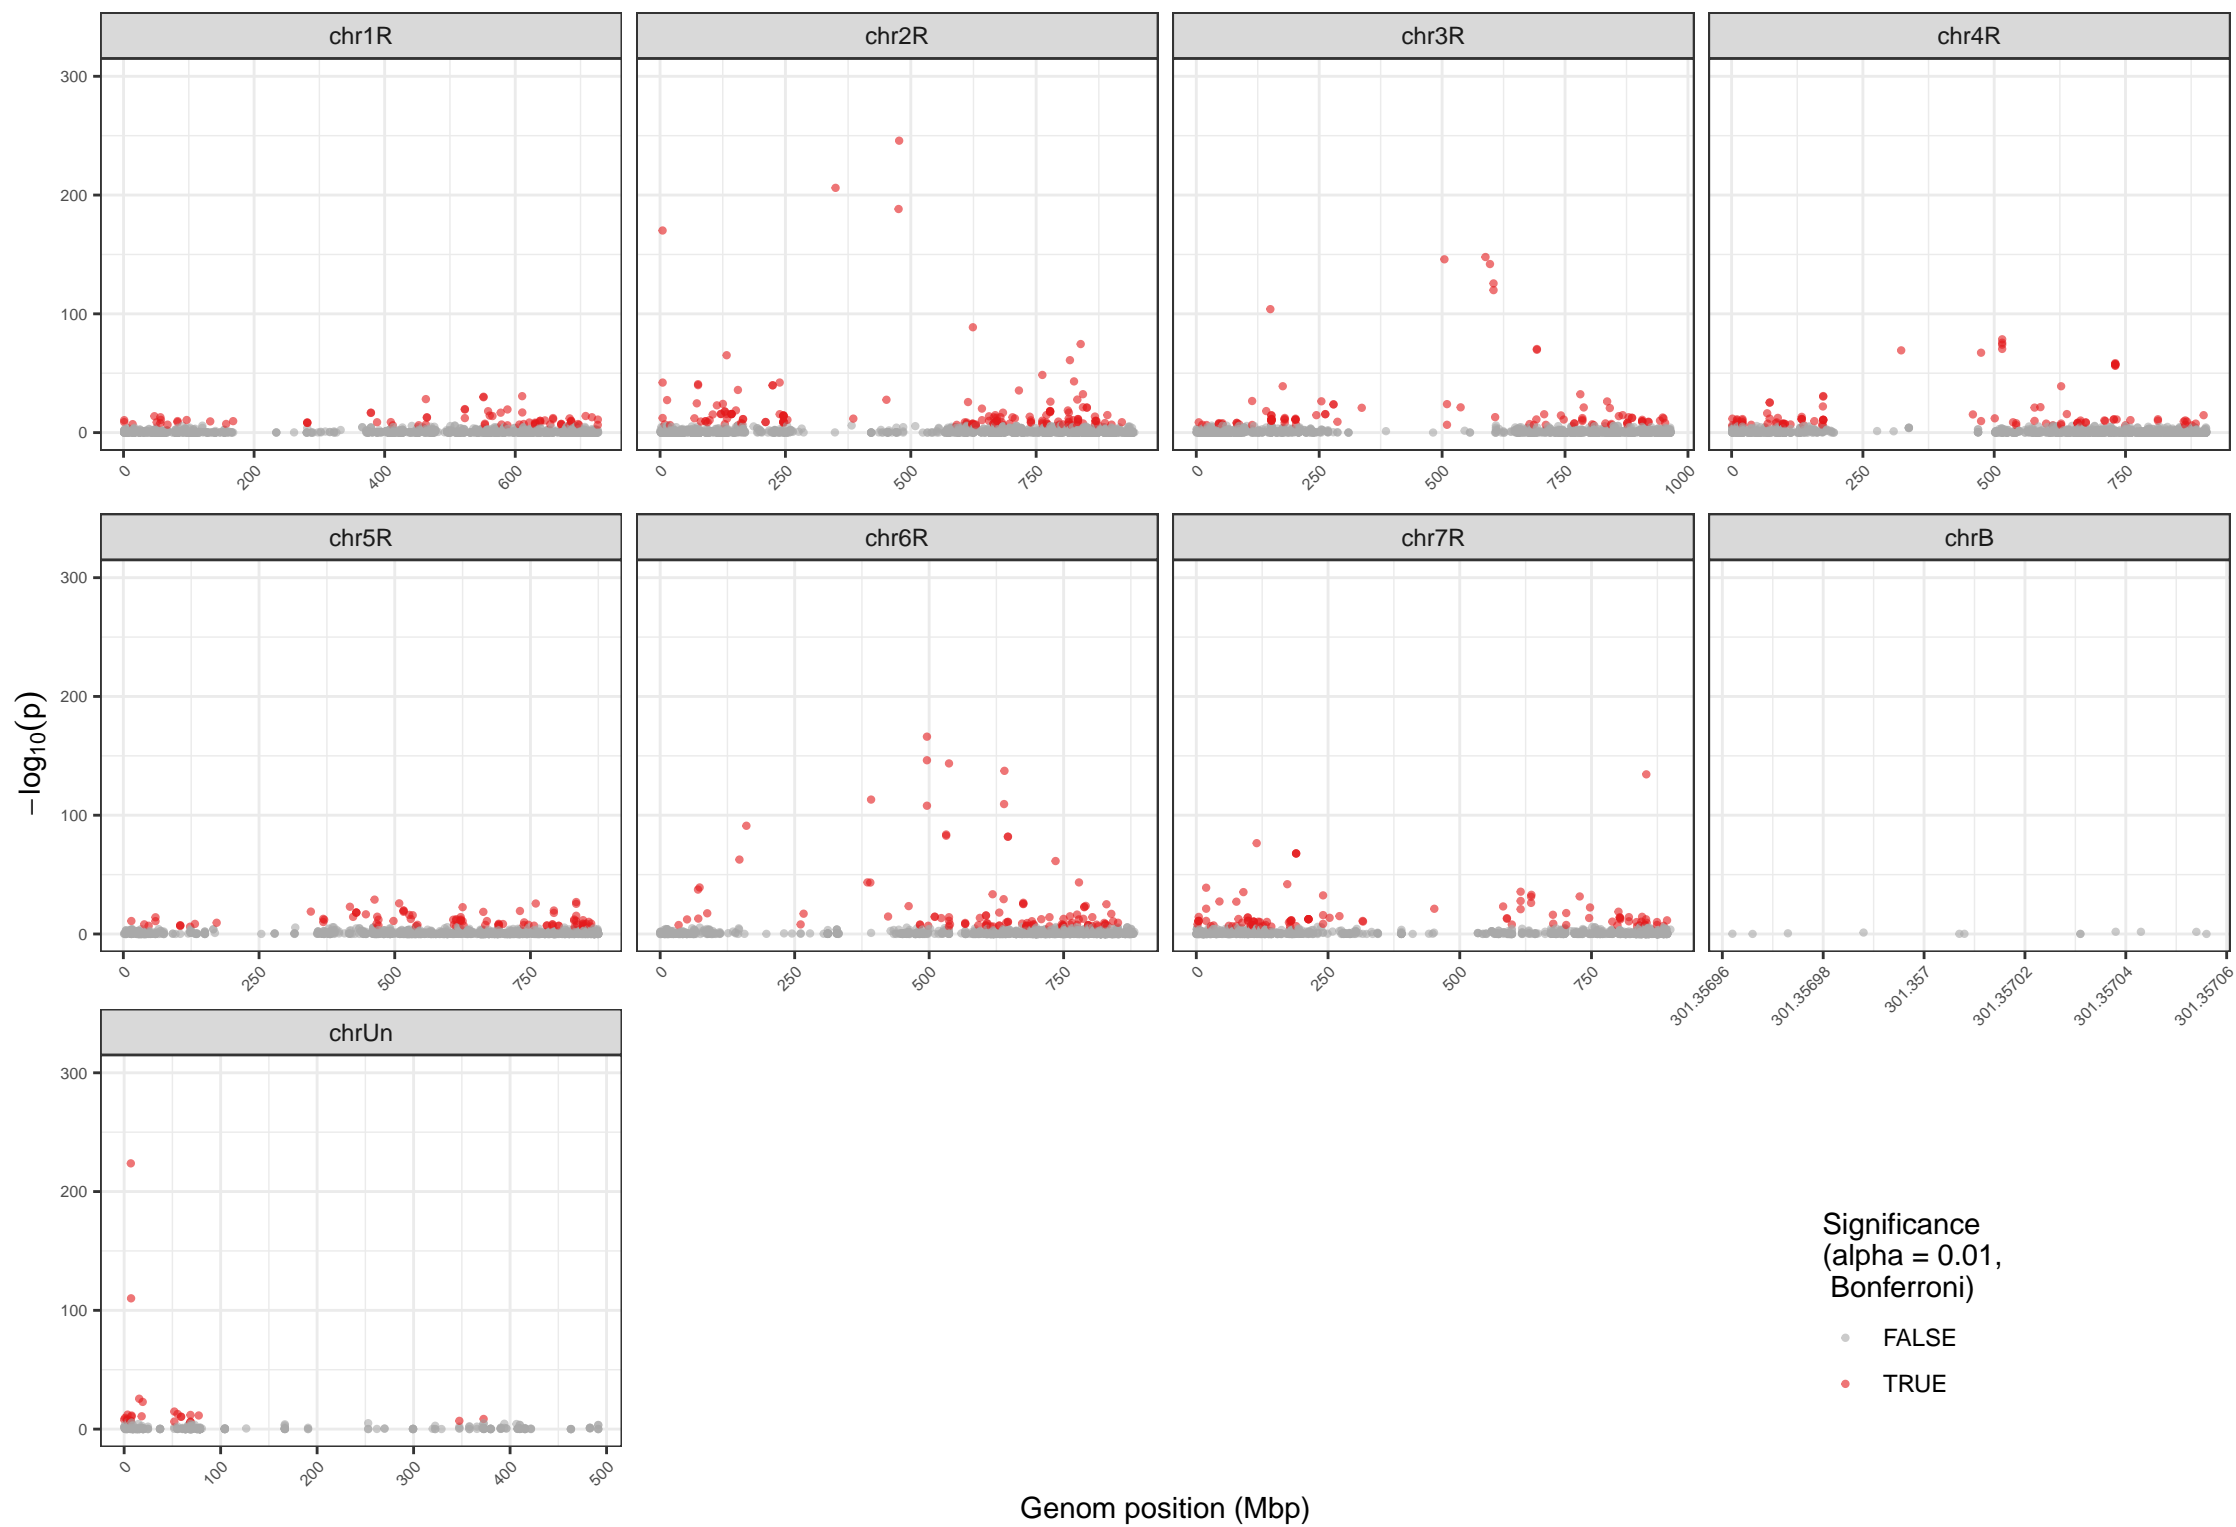 chr1R chr2R chr3R chr4R
300
200
100
0
0 200 400 600 0 250 500 750 0 250 500 750 1000 0 250 500 750
chr5R chr6R chr7R chrB
300
200
100
0
0 250 500 750 0 250 500 750 0 250 500 750 301.35696 301.35698 301.357 301.35702 301.35704 301.35706
−log10(p)
chrUn
300
200
100
0
0 100 200 300 400 500
Significance
(alpha = 0.01,
Bonferroni)
FALSE
TRUE
Genom position (Mbp)